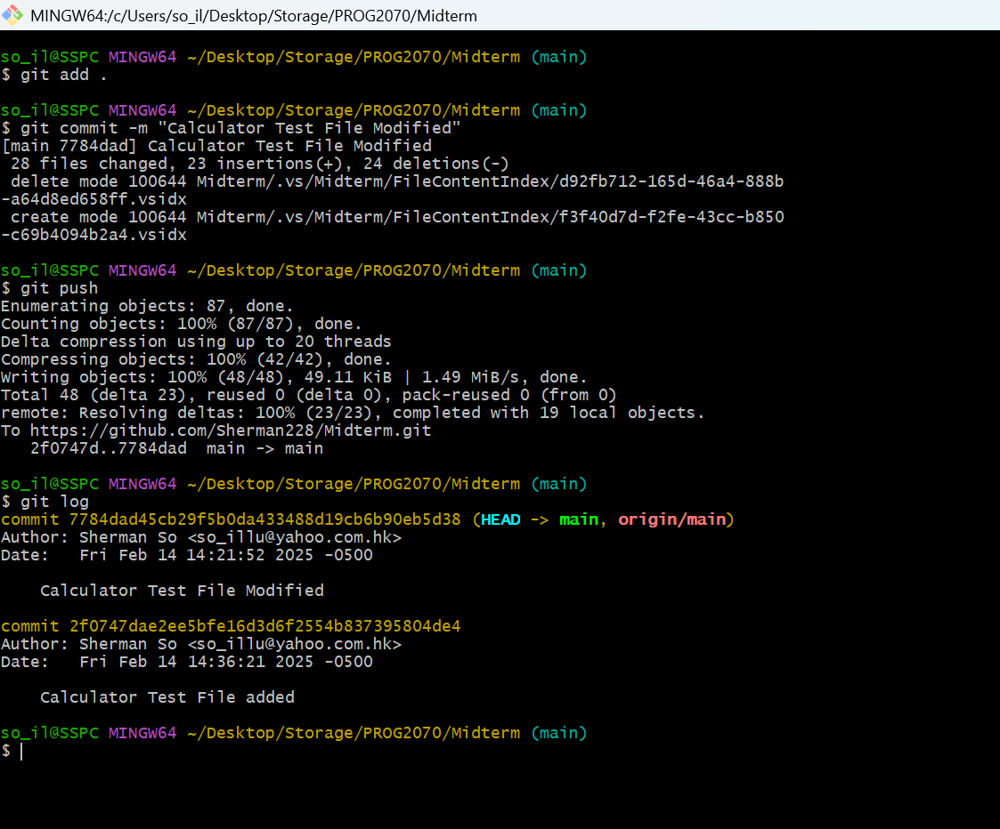 MINGW64:/c/Users/so_il/Desktop/Storage/PROG2070/Midterm
so_il@SSPC MINGW64 ~/Desktop/Storage/PROG2070/Midterm (main)
$ git add .
so_il@SSPC MINGW64 ~/Desktop/Storage/PROG2070/Midterm (main)
$ git commit -m "Calculator Test File Modified"
[main 7784dad] Calculator Test File Modified
 28 files changed, 23 insertions(+), 24 deletions(-)
 delete mode 100644 Midterm/.vs/Midterm/FileContentIndex/d92fb712-165d-46a4-888b
-a64d8ed658ff.vsidx
 create mode 100644 Midterm/.vs/Midterm/FileContentIndex/f3f40d7d-f2fe-43cc-b850
-c69b4094b2a4.vsidx
so_il@SSPC MINGW64 ~/Desktop/Storage/PROG2070/Midterm (main)
$ git push
Enumerating objects: 87, done.
Counting objects: 100% (87/87), done.
Delta compression using up to 20 threads
Compressing objects: 100% (42/42), done.
Writing objects: 100% (48/48), 49.11 KiB | 1.49 MiB/s, done.
Total 48 (delta 23), reused 0 (delta 0), pack-reused 0 (from 0)
remote: Resolving deltas: 100% (23/23), completed with 19 local objects.
To https://github.com/Sherman228/Midterm.git
   2f0747d..7784dad  main -> main
so_il@SSPC MINGW64 ~/Desktop/Storage/PROG2070/Midterm (main)
$ git log
commit 7784dad45cb29f5b0da433488d19cb6b90eb5d38 (HEAD -> main, origin/main)
Author: Sherman So <so_illu@yahoo.com.hk>
Date:   Fri Feb 14 14:21:52 2025 -0500
    Calculator Test File Modified
commit 2f0747dae2ee5bfe16d3d6f2554b837395804de4
Author: Sherman So <so_illu@yahoo.com.hk>
Date:   Fri Feb 14 14:36:21 2025 -0500
    Calculator Test File added
so_il@SSPC MINGW64 ~/Desktop/Storage/PROG2070/Midterm (main)
$